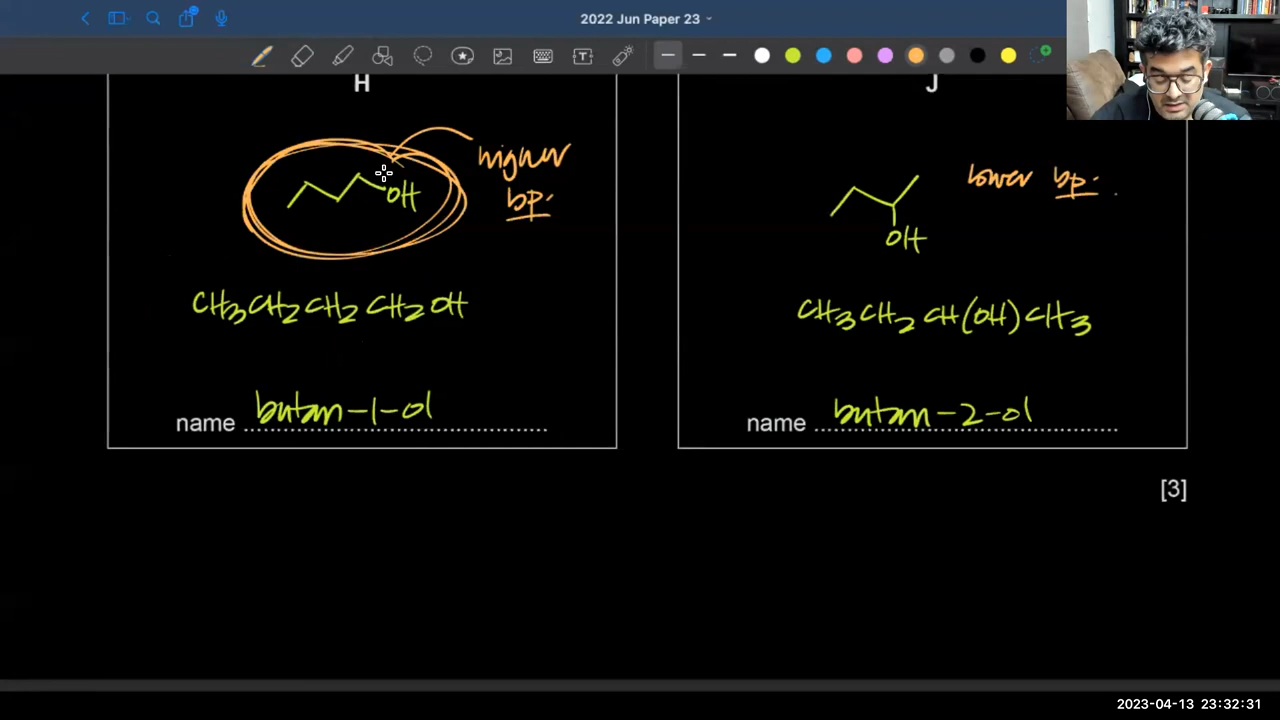 2022 Jun Paper 23
H
J
higher
bp.
OH
lower bp.
OH
CH3CH2CH2CH2OH
CH3CH2CH(OH)CH3
name butan-1-ol
name butan-2-ol
[3]
2023-04-13 23:32:31